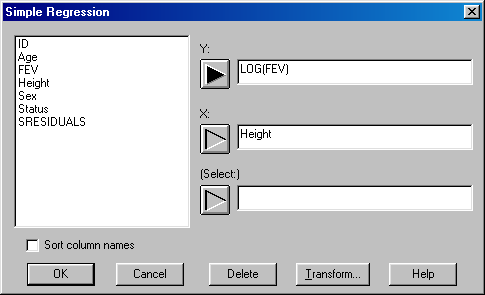 Simple Regression
ID
Age
FEV
Height
Sex
Status
SRESIDUALS
Y:
LOG(FEV)
X:
Height
(Select:)
Sort column names
OK
Cancel
Delete
Transform...
Help